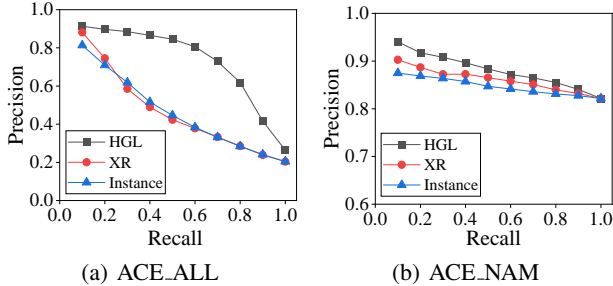 1.0
0.8
0.6
0.4
0.2
0.0
Precision
HGL
XR
Instance
0.0 0.2 0.4 0.6 0.8 1.0
Recall
(a) ACE_ALL
1.0
0.9
0.8
0.7
0.6
Precision
HGL
XR
Instance
0.0 0.2 0.4 0.6 0.8 1.0
Recall
(b) ACE_NAM